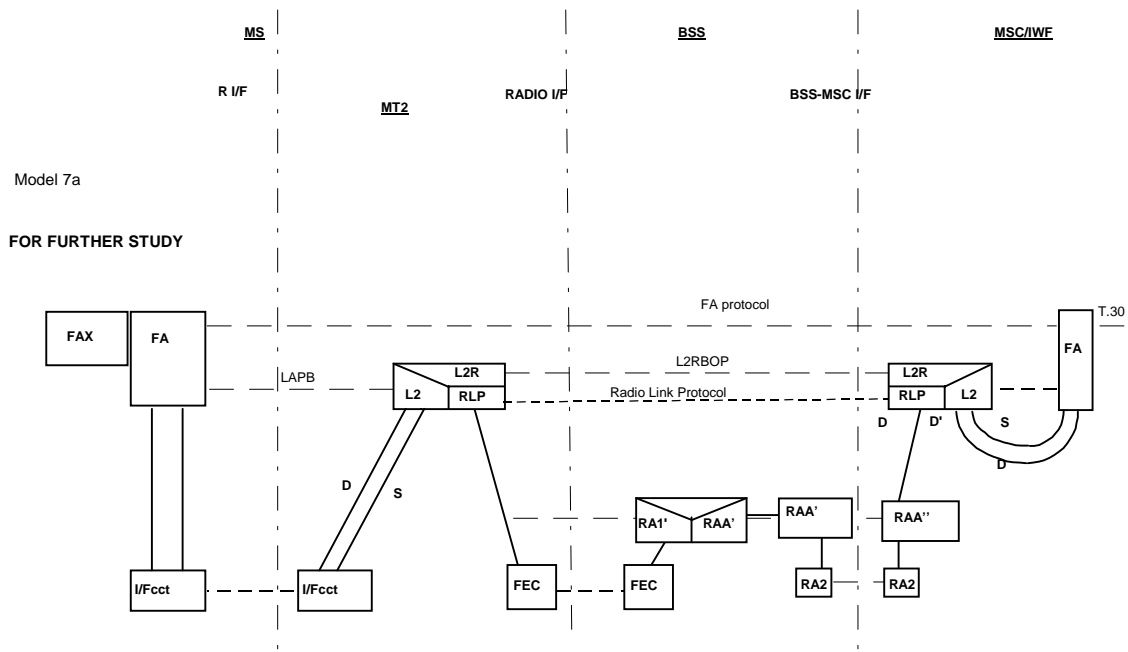 MS
BSS
MSC/IWF
R I/F
MT2
RADIO I/F
BSS-MSC I/F
Model 7a
FOR FURTHER STUDY
FA protocol
T.30
FAX
FA
FA
LAPB
L2R
L2RBOP
L2R
L2
RLP
Radio Link Protocol
RLP
L2
D
D'
S
D
D
S
RA1'
RAA'
RAA'
RAA''
I/Fcct
I/Fcct
FEC
FEC
RA2
RA2